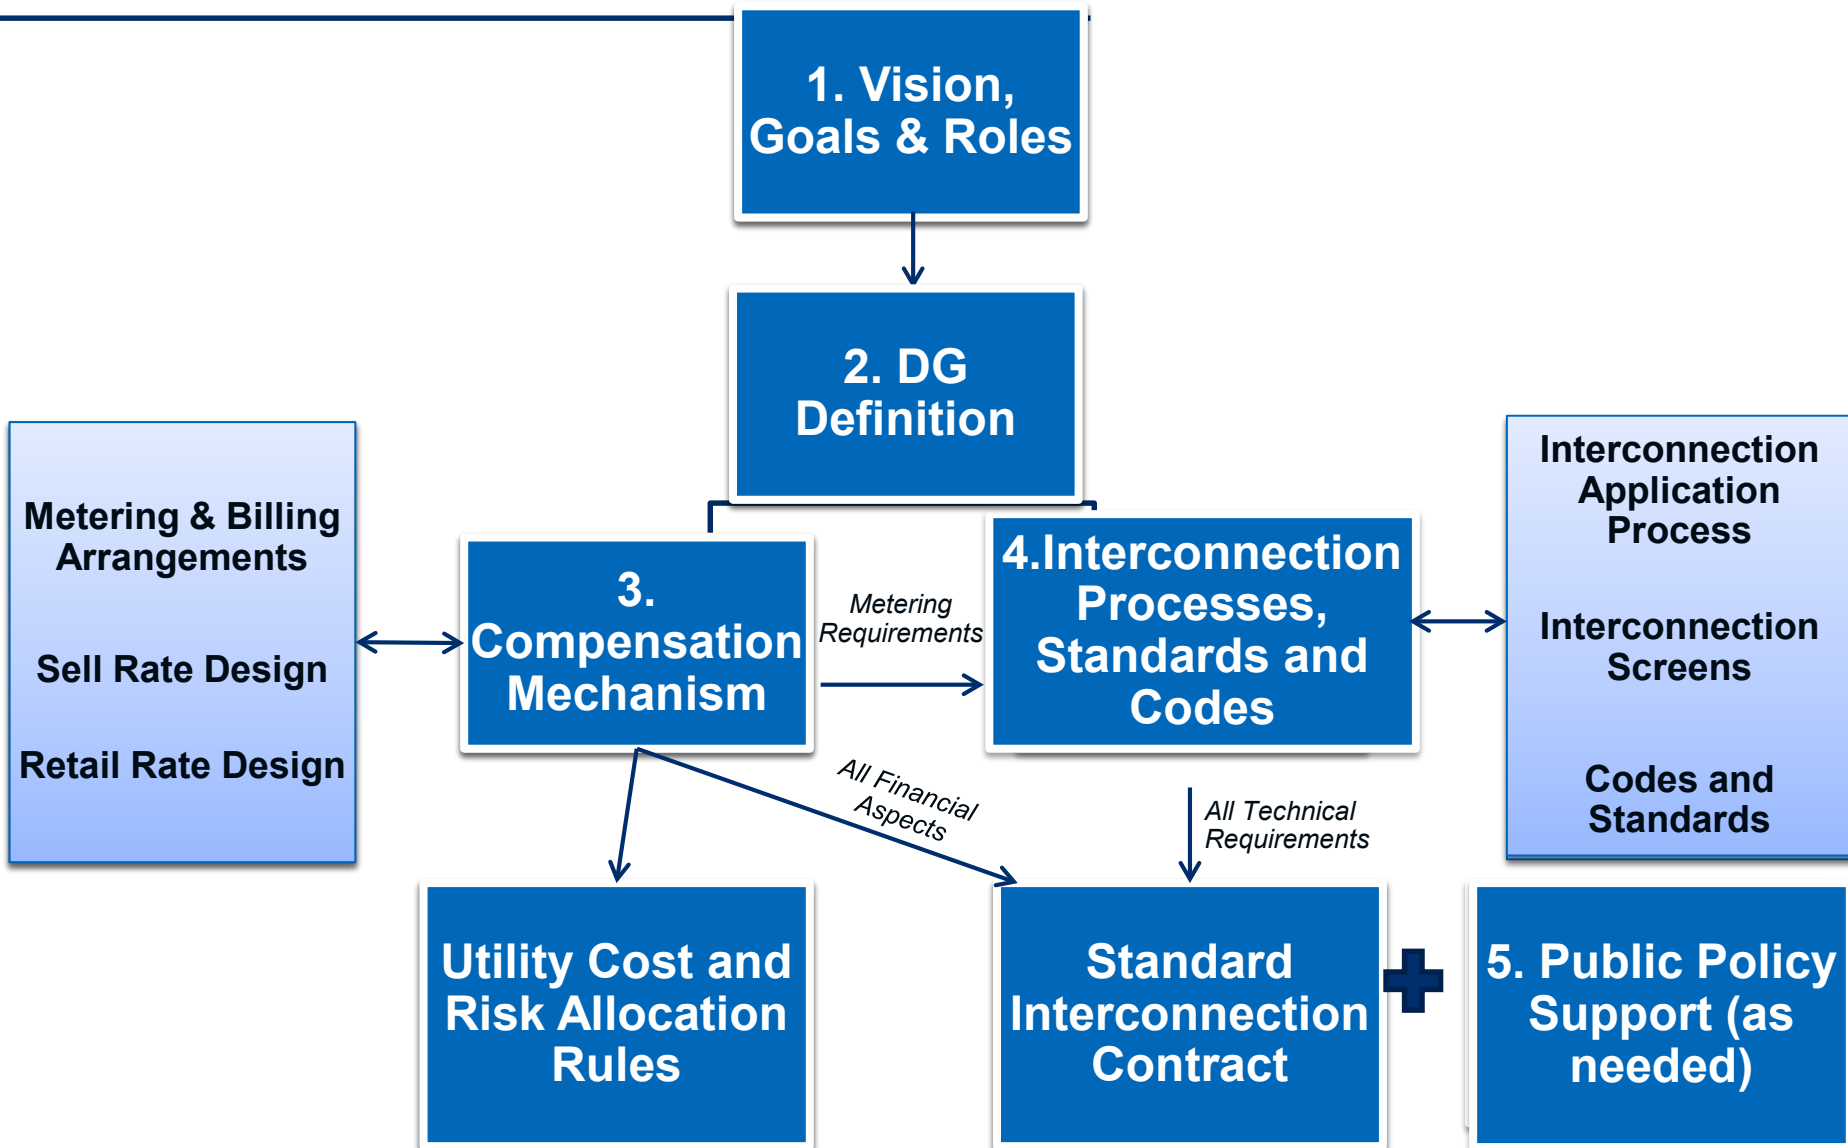 1. Vision,
Goals & Roles
2. DG
Definition
Metering & Billing
Arrangements
Sell Rate Design
Retail Rate Design
3.
Compensation
Mechanism
Metering
Requirements
4.Interconnection
Processes,
Standards and
Codes
Interconnection
Application
Process
Interconnection
Screens
Codes and
Standards
All Financial
Aspects
All Technical
Requirements
Utility Cost and
Risk Allocation
Rules
Standard
Interconnection
Contract
5. Public Policy
Support (as
needed)